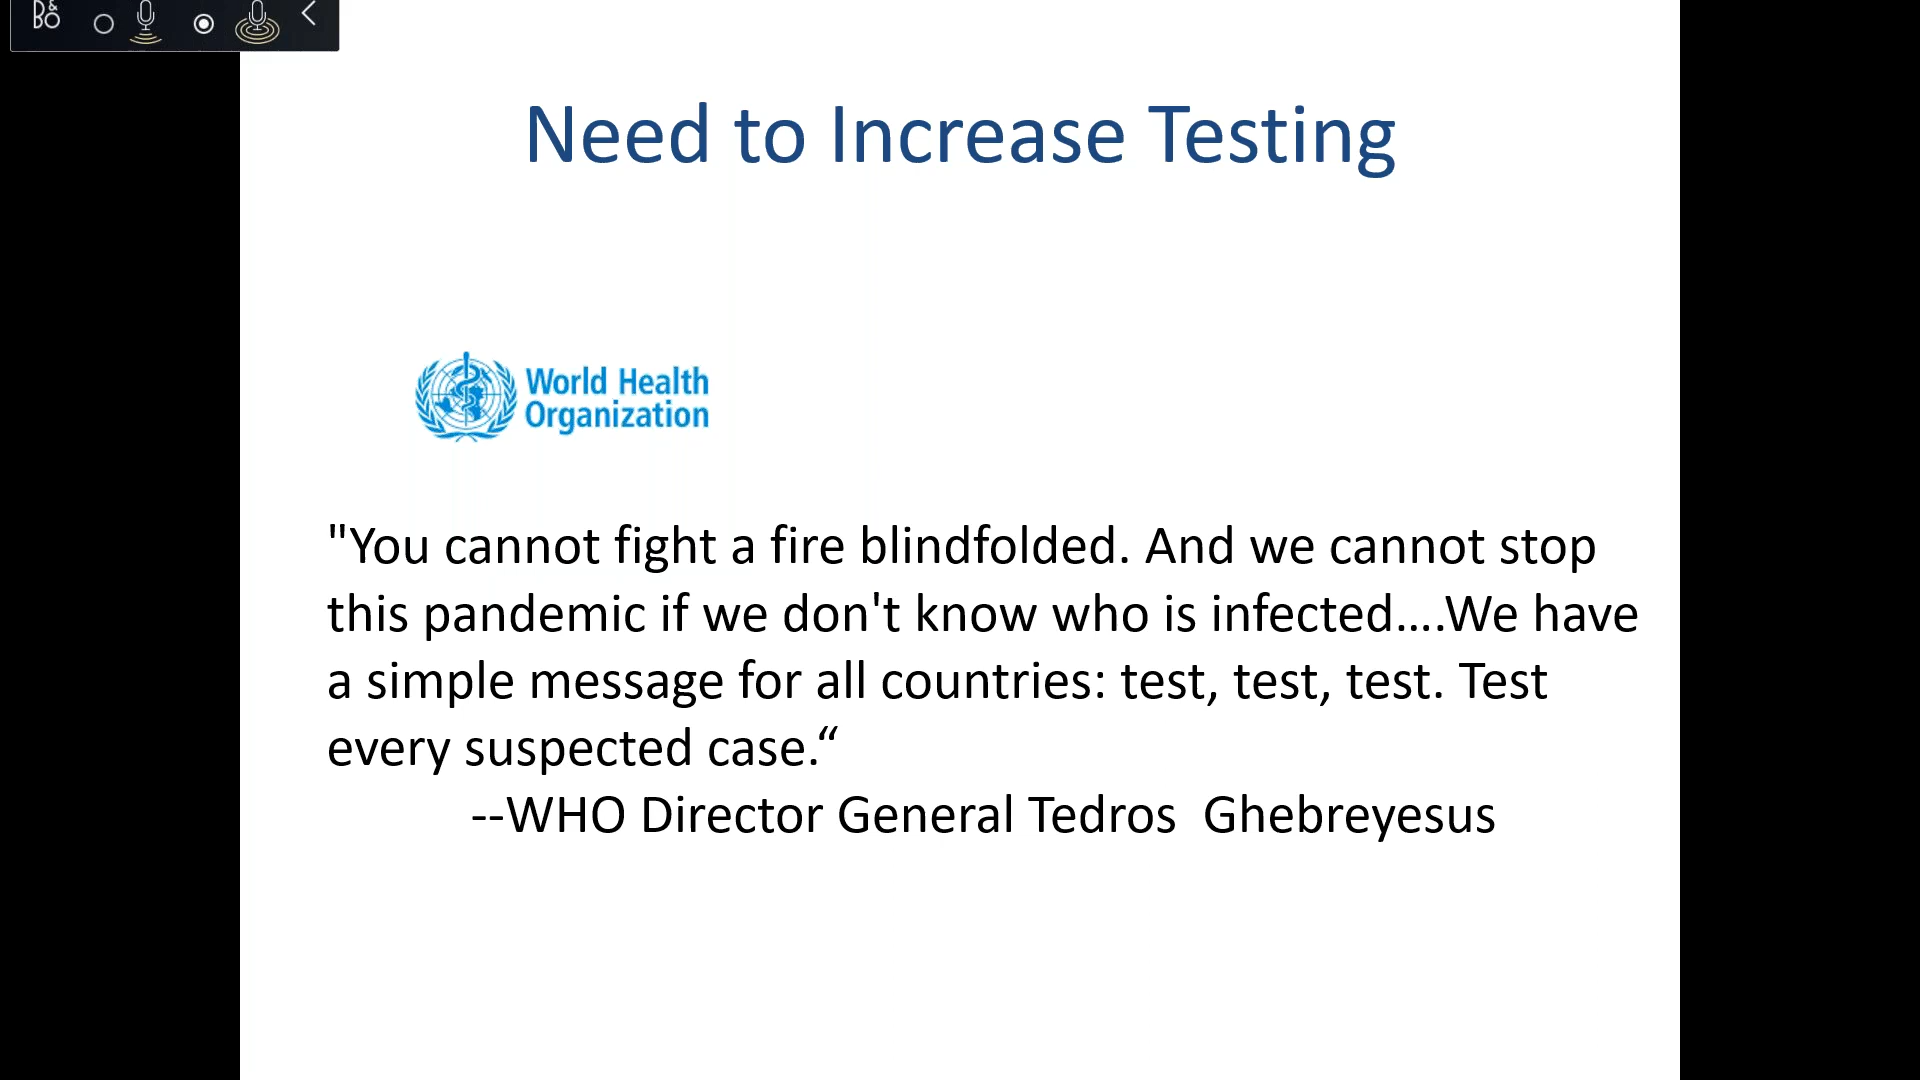 B&O
Need to Increase Testing
World Health
Organization
"You cannot fight a fire blindfolded. And we cannot stop
this pandemic if we don't know who is infected....We have
a simple message for all countries: test, test, test. Test
every suspected case.“
--WHO Director General Tedros  Ghebreyesus